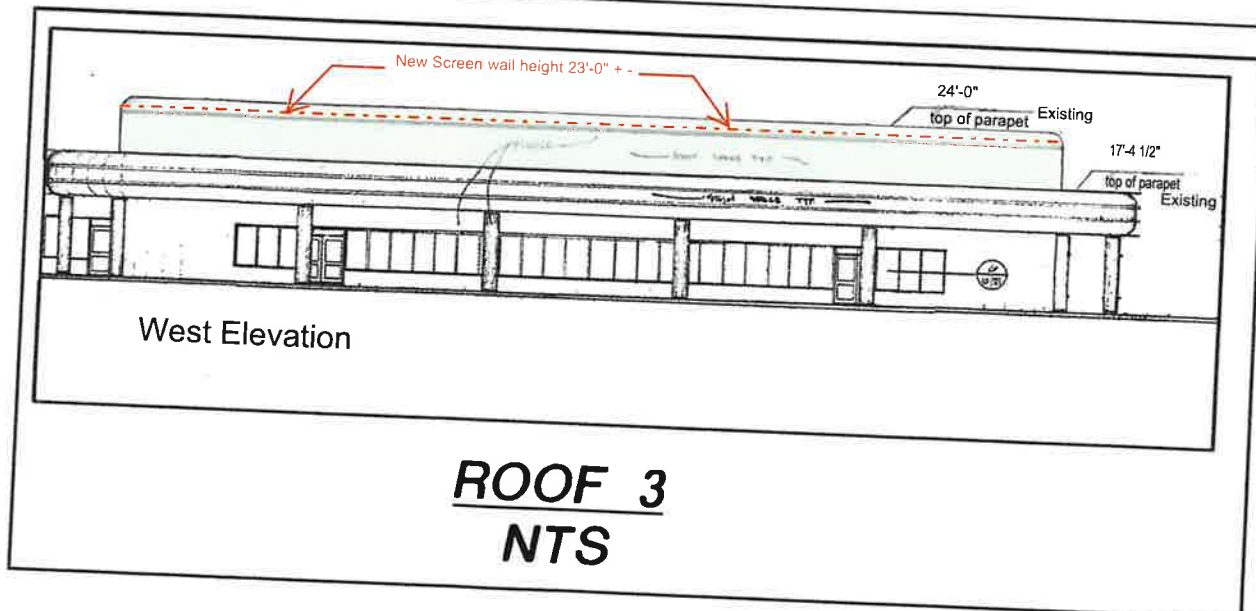 New Screen wall height 23'-0" + -
24'-0"
top of parapet Existing
17'-4 1/2"
top of parapet
Existing
West Elevation
ROOF 3
NTS